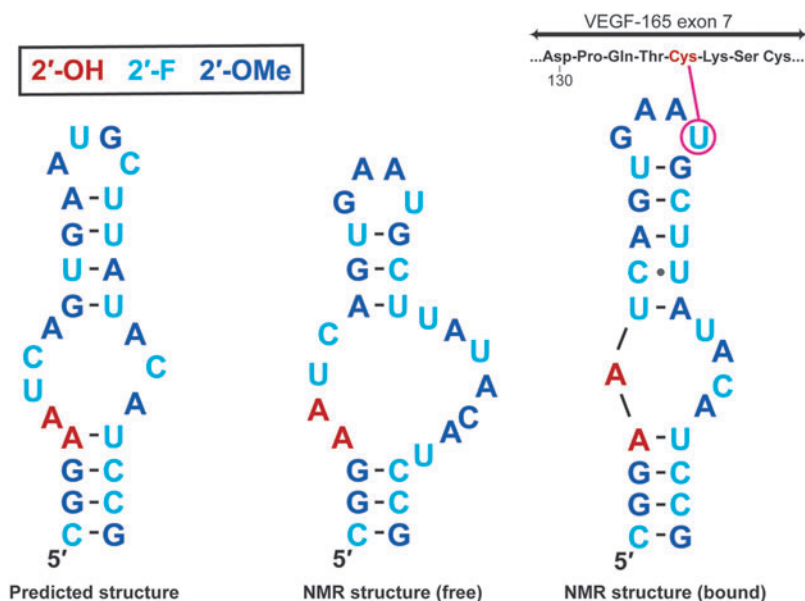 VEGF-165 exon 7
...Asp-Pro-Gln-Thr-Cys-Lys-Ser Cys...
130
2′-OH 2′-F 2′-OMe
U G
A C
A-U
G-U
U-A
G-U
A A
C C
U A
A
A-U
G-C
G-C
C-G
5′
Predicted structure
A A
G U
U-G
G-C
A-U
C U A
U U
A A
A C
A U
G-C
G-C
C-G
5′
NMR structure (free)
A A
G U
U-G
G-C
A-U
C•U
U-A
U
A A
C
A
A-U
G-C
G-C
C-G
5′
NMR structure (bound)